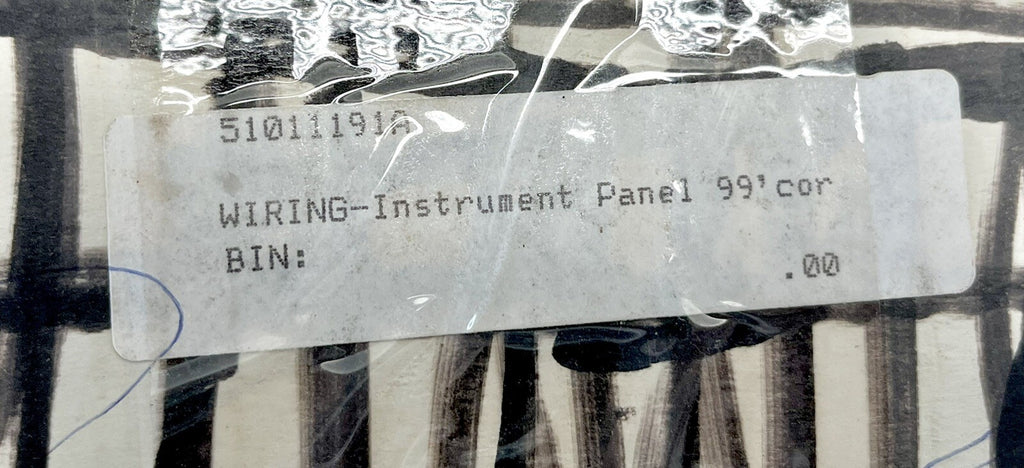 51011191A
WIRING-Instrument Panel 99'cor
BIN:
.00